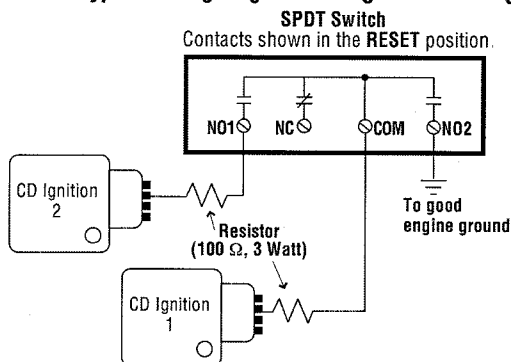 SPDT Switch
Contacts shown in the RESET position.
NO1 NC COM NO2
CD Ignition
2
To good
engine ground
Resistor
(100 Ω, 3 Watt)
CD Ignition
1